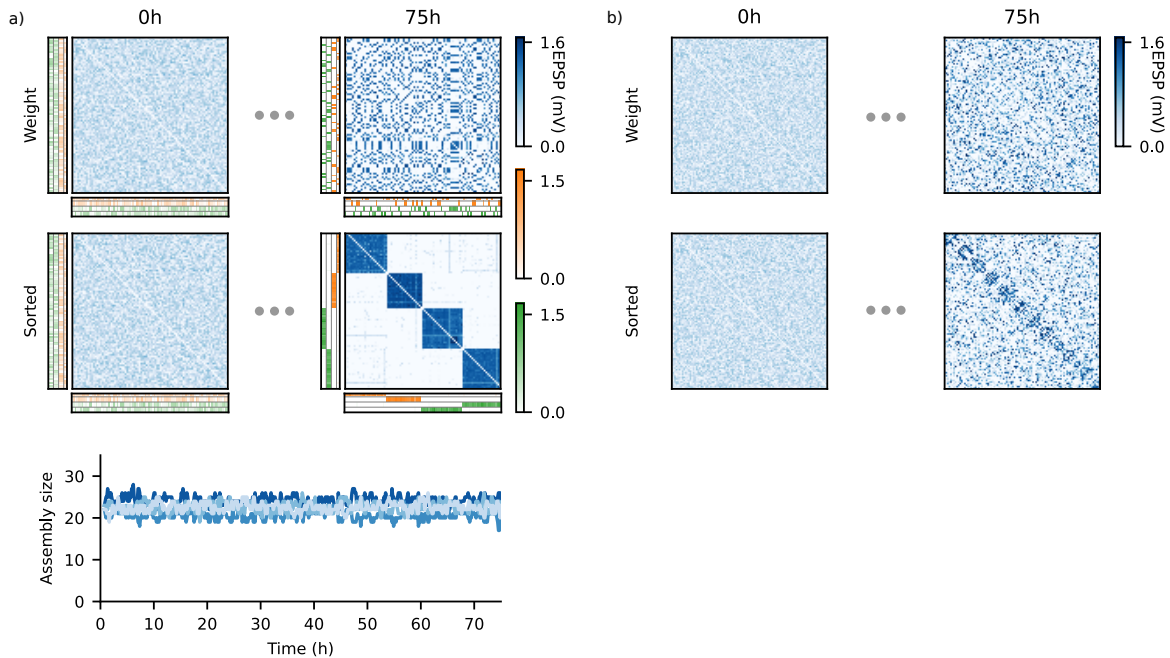 a)
0h
75h
Weight
1.6
0.0
EPSP (mV)
1.5
0.0
Sorted
1.5
0.0
Assembly size
30
20
10
0
0 10 20 30 40 50 60 70
Time (h)
b)
0h
75h
Weight
1.6
0.0
EPSP (mV)
Sorted